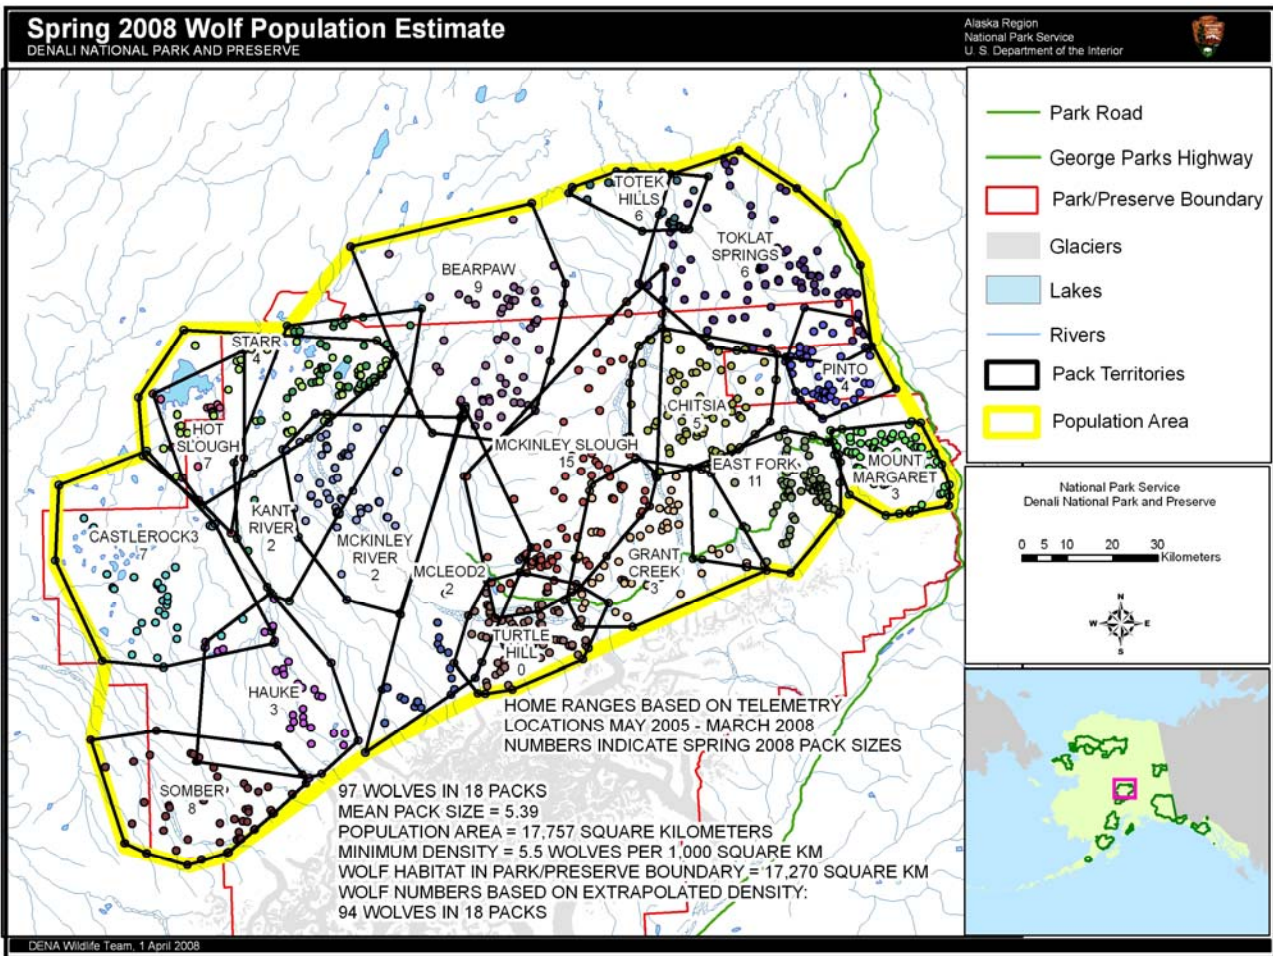 Spring 2008 Wolf Population Estimate
DENALI NATIONAL PARK AND PRESERVE
Alaska Region
National Park Service
U. S. Department of the Interior
Park Road
George Parks Highway
Park/Preserve Boundary
Glaciers
Lakes
Rivers
Pack Territories
Population Area
National Park Service
Denali National Park and Preserve
0 5 10 20 30
Kilometers
N
W E
S
TOTEK
HILLS
6
TOKLAT
SPRINGS
6
BEARPAW
9
STARR
4
PINTO
4
CHITSIA
5
HOT
SLOUGH
7
MCKINLEY SLOUGH
15
EAST FORK
11
MOUNT
MARGARET
3
CASTLEROCK3
7
KANT
RIVER
2
MCKINLEY
RIVER
2
MCLEOD2
2
GRANT
CREEK
3
TURTLE
HILL
0
HAUKE
3
SOMBER
8
HOME RANGES BASED ON TELEMETRY
LOCATIONS MAY 2005 - MARCH 2008
NUMBERS INDICATE SPRING 2008 PACK SIZES
97 WOLVES IN 18 PACKS
MEAN PACK SIZE = 5.39
POPULATION AREA = 17,757 SQUARE KILOMETERS
MINIMUM DENSITY = 5.5 WOLVES PER 1,000 SQUARE KM
WOLF HABITAT IN PARK/PRESERVE BOUNDARY = 17,270 SQUARE KM
WOLF NUMBERS BASED ON EXTRAPOLATED DENSITY:
94 WOLVES IN 18 PACKS
DENA Wildlife Team, 1 April 2008